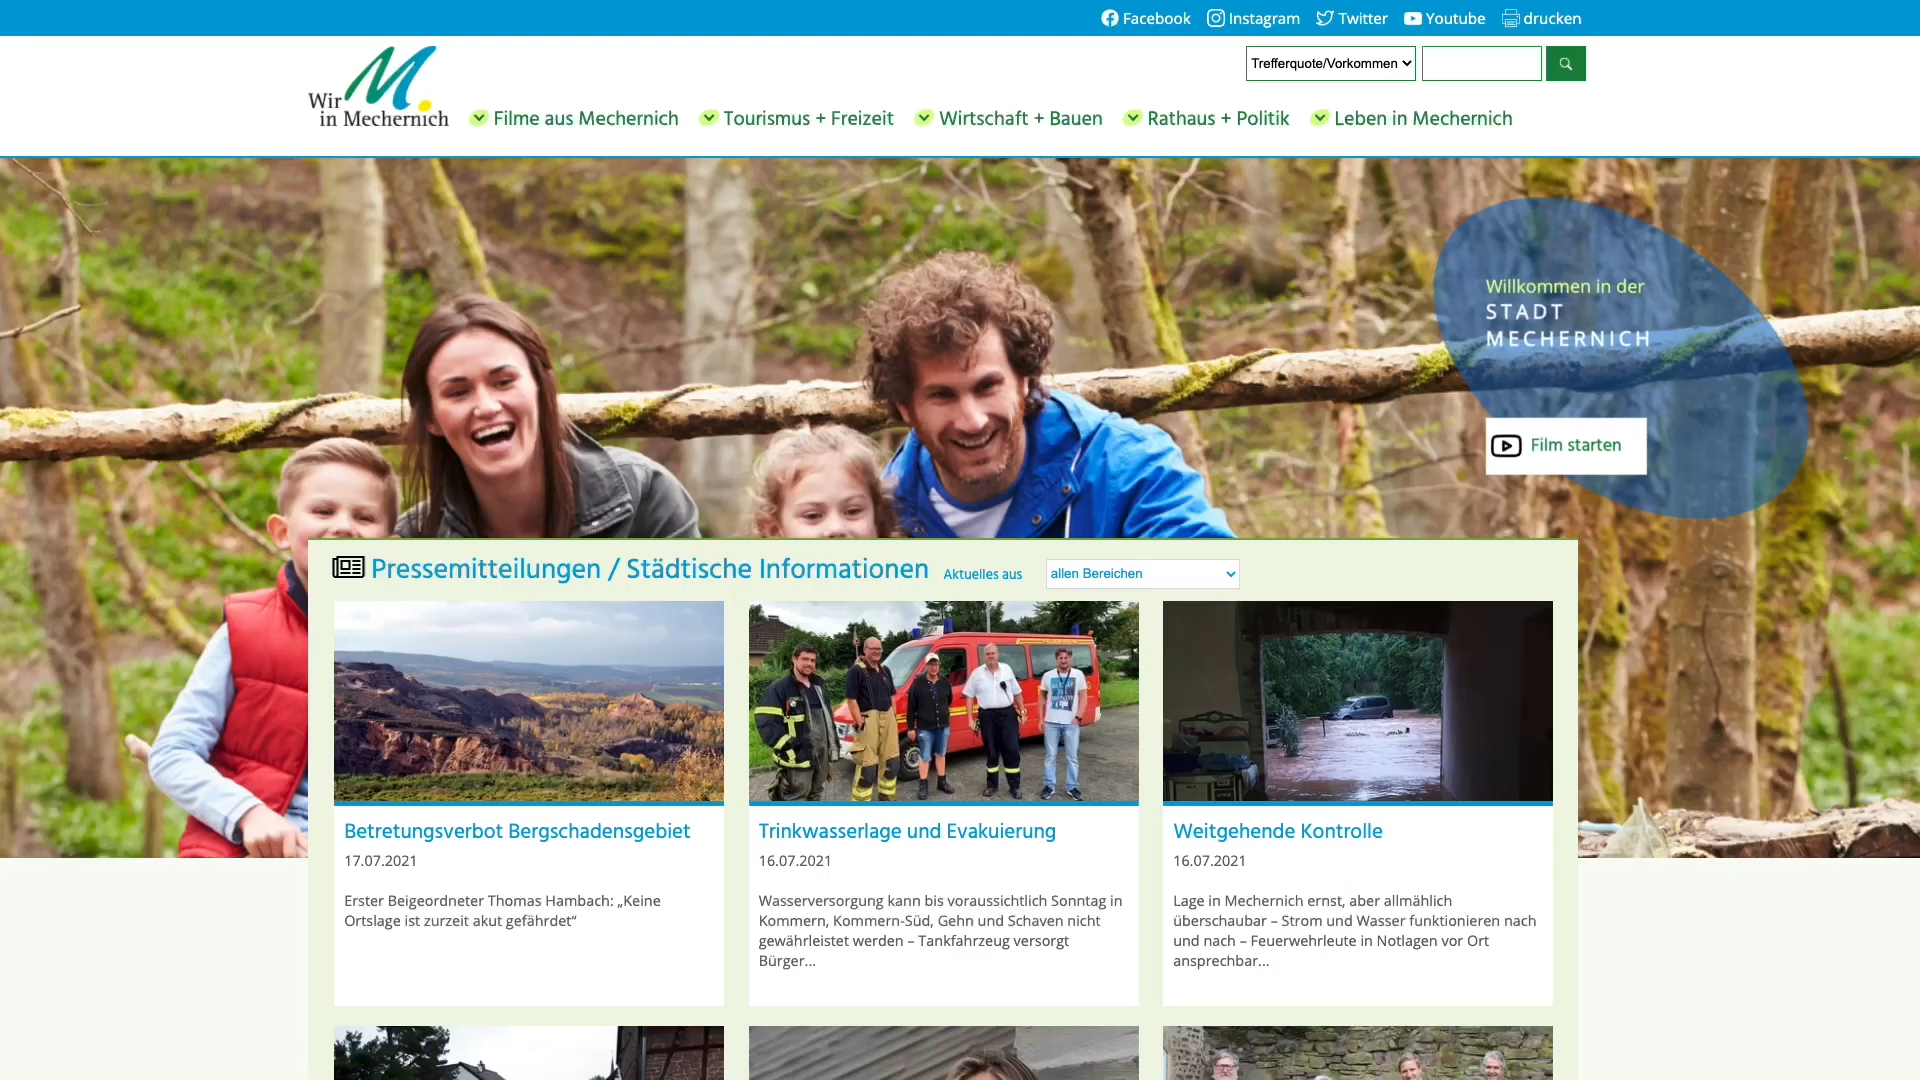 Facebook Instagram Twitter Youtube drucken
Wir
in Mechernich
Trefferquote/Vorkommen
Filme aus Mechernich Tourismus + Freizeit Wirtschaft + Bauen Rathaus + Politik Leben in Mechernich
Willkommen in der
STADT
MECHERNICH
Film starten
Pressemitteilungen / Städtische Informationen Aktuelles aus allen Bereichen
Betretungsverbot Bergschadensgebiet
17.07.2021
Erster Beigeordneter Thomas Hambach: „Keine
Ortslage ist zurzeit akut gefährdet“
Trinkwasserlage und Evakuierung
16.07.2021
Wasserversorgung kann bis voraussichtlich Sonntag in
Kommern, Kommern-Süd, Gehn und Schaven nicht
gewährleistet werden – Tankfahrzeug versorgt
Bürger...
Weitgehende Kontrolle
16.07.2021
Lage in Mechernich ernst, aber allmählich
überschaubar – Strom und Wasser funktionieren nach
und nach – Feuerwehrleute in Notlagen vor Ort
ansprechbar...